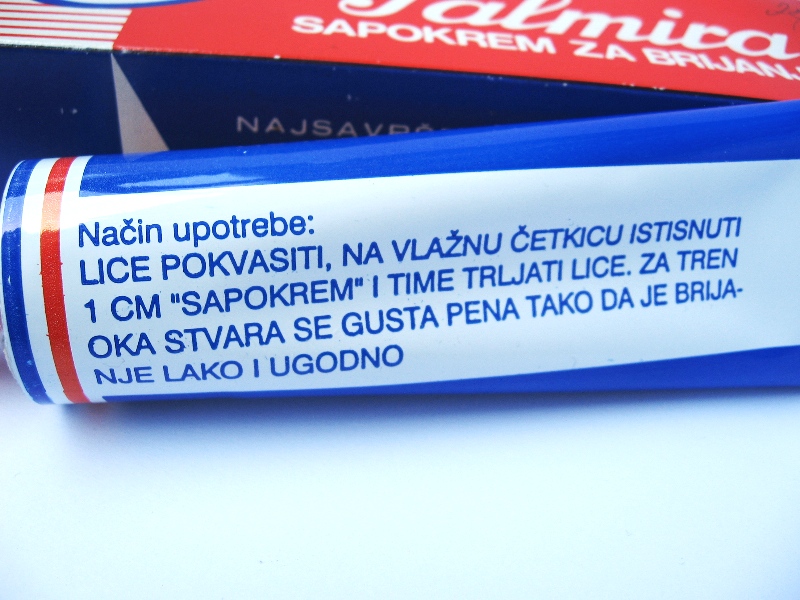 Palmira
SAPOKREM ZA BRIJANJ
Način upotrebe:
LICE POKVASITI, NA VLAŽNU ČETKICU ISTISNUTI
1 CM "SAPOKREM" I TIME TRLJATI LICE. ZA TREN
OKA STVARA SE GUSTA PENA TAKO DA JE BRIJA-
NJE LAKO I UGODNO